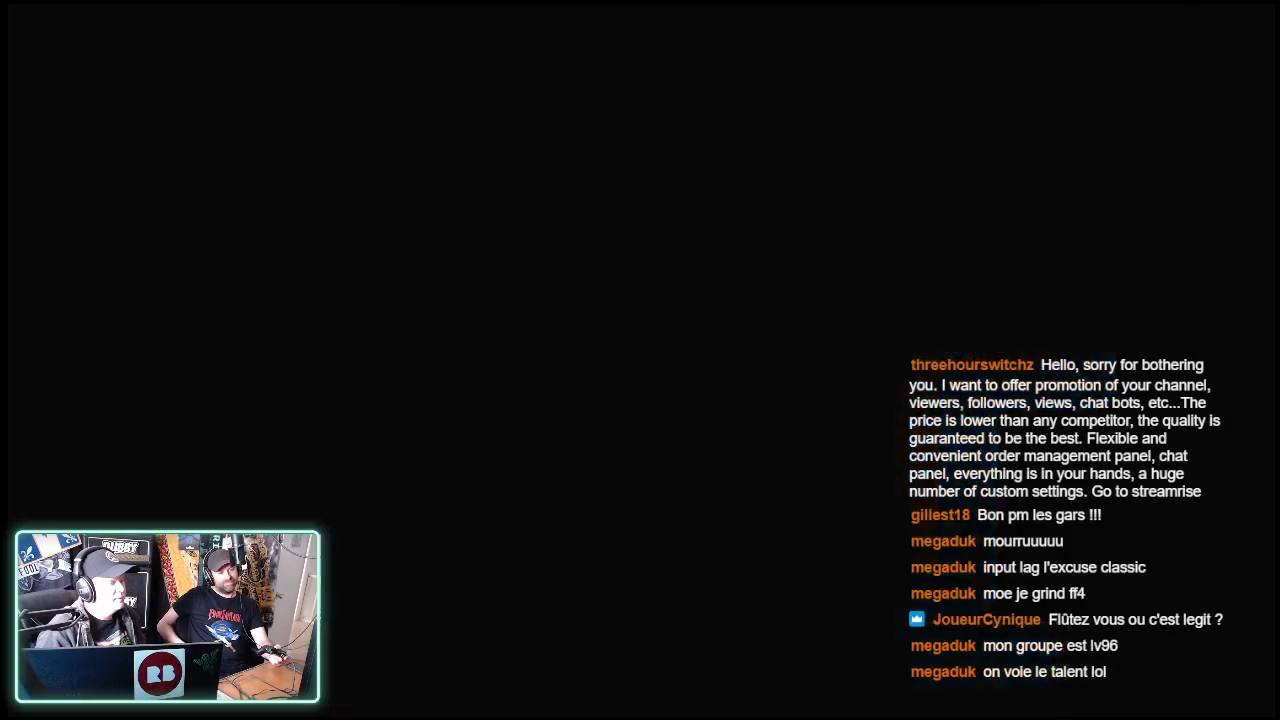 threehourswitchz Hello, sorry for bothering
you. I want to offer promotion of your channel,
viewers, followers, views, chat bots, etc...The
price is lower than any competitor, the quality is
guaranteed to be the best. Flexible and
convenient order management panel, chat
panel, everything is in your hands, a huge
number of custom settings. Go to streamrise
gillest18 Bon pm les gars !!!
megaduk mourruuuuu
megaduk input lag l'excuse classic
megaduk moe je grind ff4
JoueurCynique Flûtez vous ou c'est legit ?
megaduk mon groupe est lv96
megaduk on voie le talent lol
DUBBY
RB